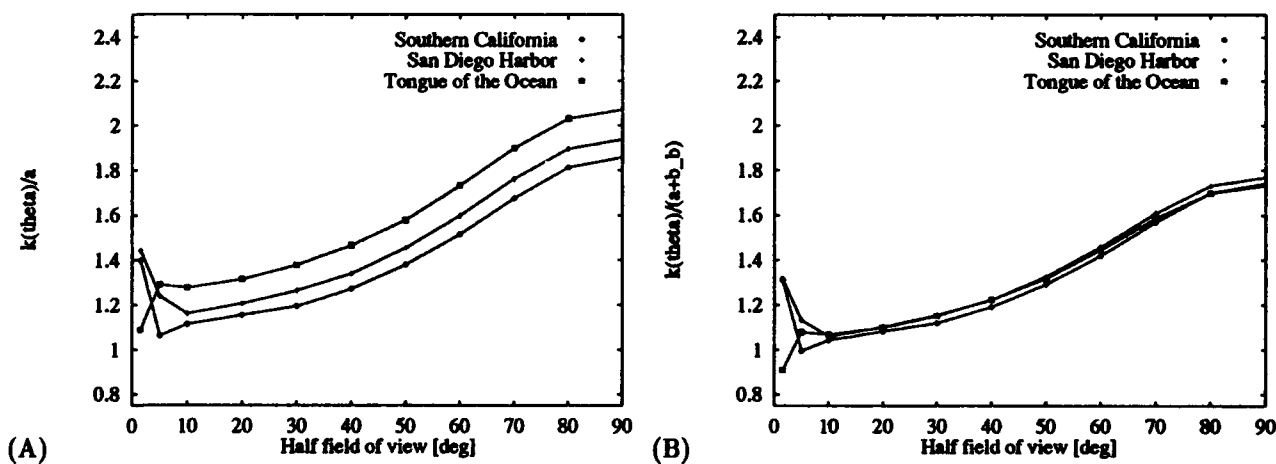 2.4
2.2
2
1.8
1.6
1.4
1.2
1
0.8
k(theta)/a
Southern California
San Diego Harbor
Tongue of the Ocean
0 10 20 30 40 50 60 70 80 90
Half field of view [deg]
(A)
2.4
2.2
2
1.8
1.6
1.4
1.2
1
0.8
k(theta)/(a+b_b)
Southern California
San Diego Harbor
Tongue of the Ocean
0 10 20 30 40 50 60 70 80 90
Half field of view [deg]
(B)